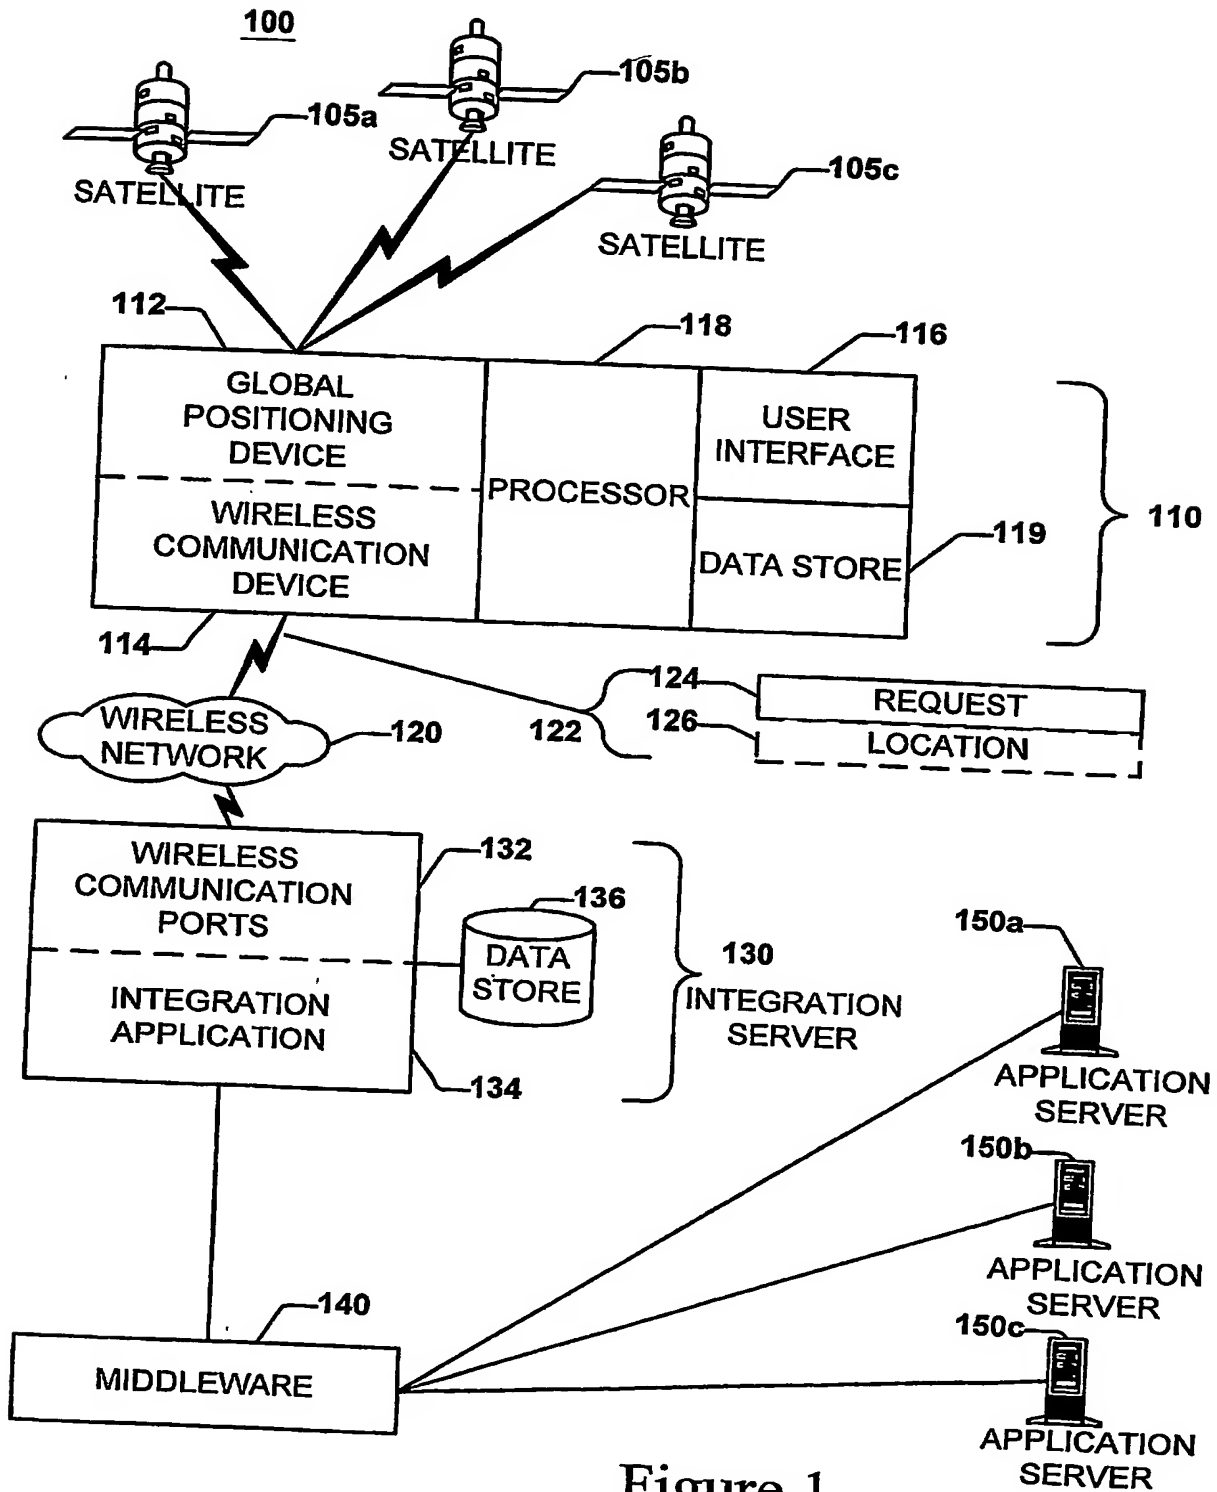 100
105b
105a
SATELLITE
105c
SATELLITE
SATELLITE
112
118
116
GLOBAL
POSITIONING
DEVICE
USER
INTERFACE
PROCESSOR
110
WIRELESS
COMMUNICATION
DEVICE
119
DATA STORE
114
124
REQUEST
WIRELESS
NETWORK
120
122
126
LOCATION
WIRELESS
COMMUNICATION
PORTS
132
136
DATA
STORE
130
INTEGRATION
SERVER
150a
INTEGRATION
APPLICATION
134
APPLICATION
SERVER
150b
APPLICATION
SERVER
140
150c
MIDDLEWARE
APPLICATION
SERVER
Figure 1